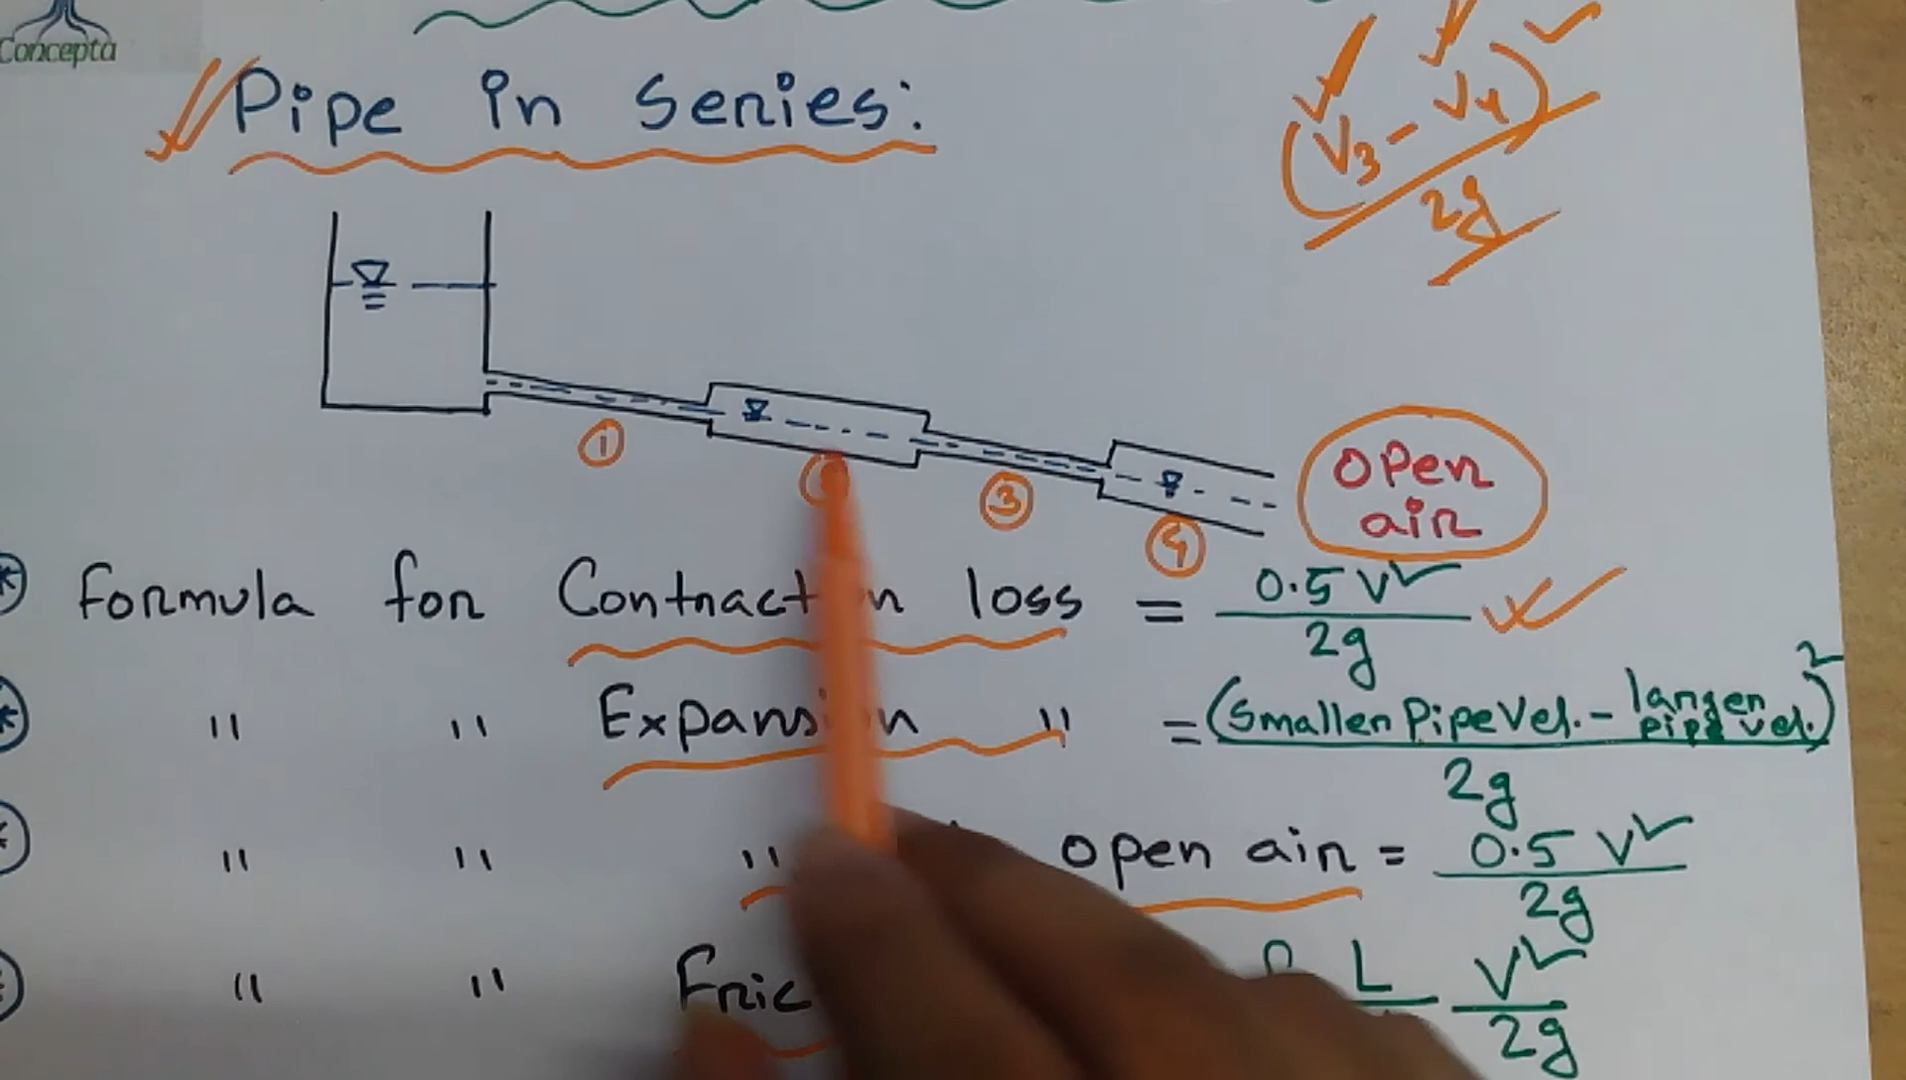 Concepta
Pipe in Series:
(V₃ - V₄)²
2g
①
③
④
Open
air
Formula for Contraction loss = 0.5 V² / 2g
" " Expansion " = (Smaller Pipe Vel. - larger pipe vel.)² / 2g
" " " open air = 0.5 V² / 2g
" " L V² / 2g